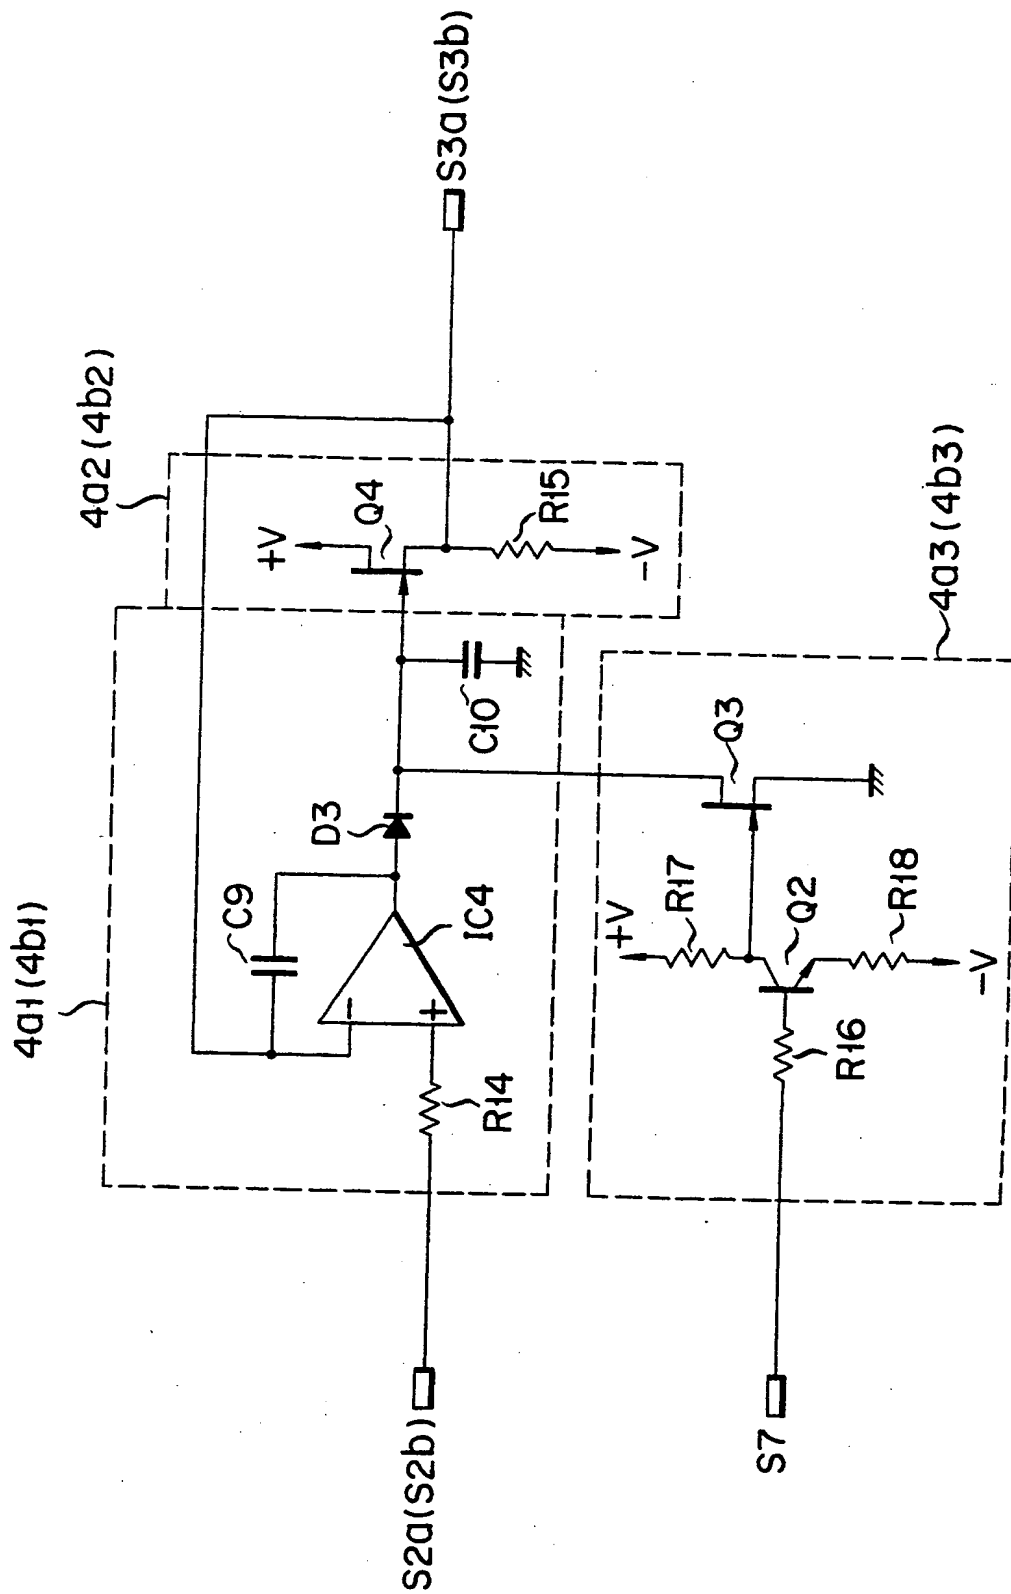 4a1(4b1)
4a2(4b2)
C9
+V
Q4
D3
S3a(S3b)
IC4
C10
R15
−
+
−V
R14
S2a(S2b)
4a3(4b3)
Q3
+V
R17
Q2
R18
R16
−V
S7